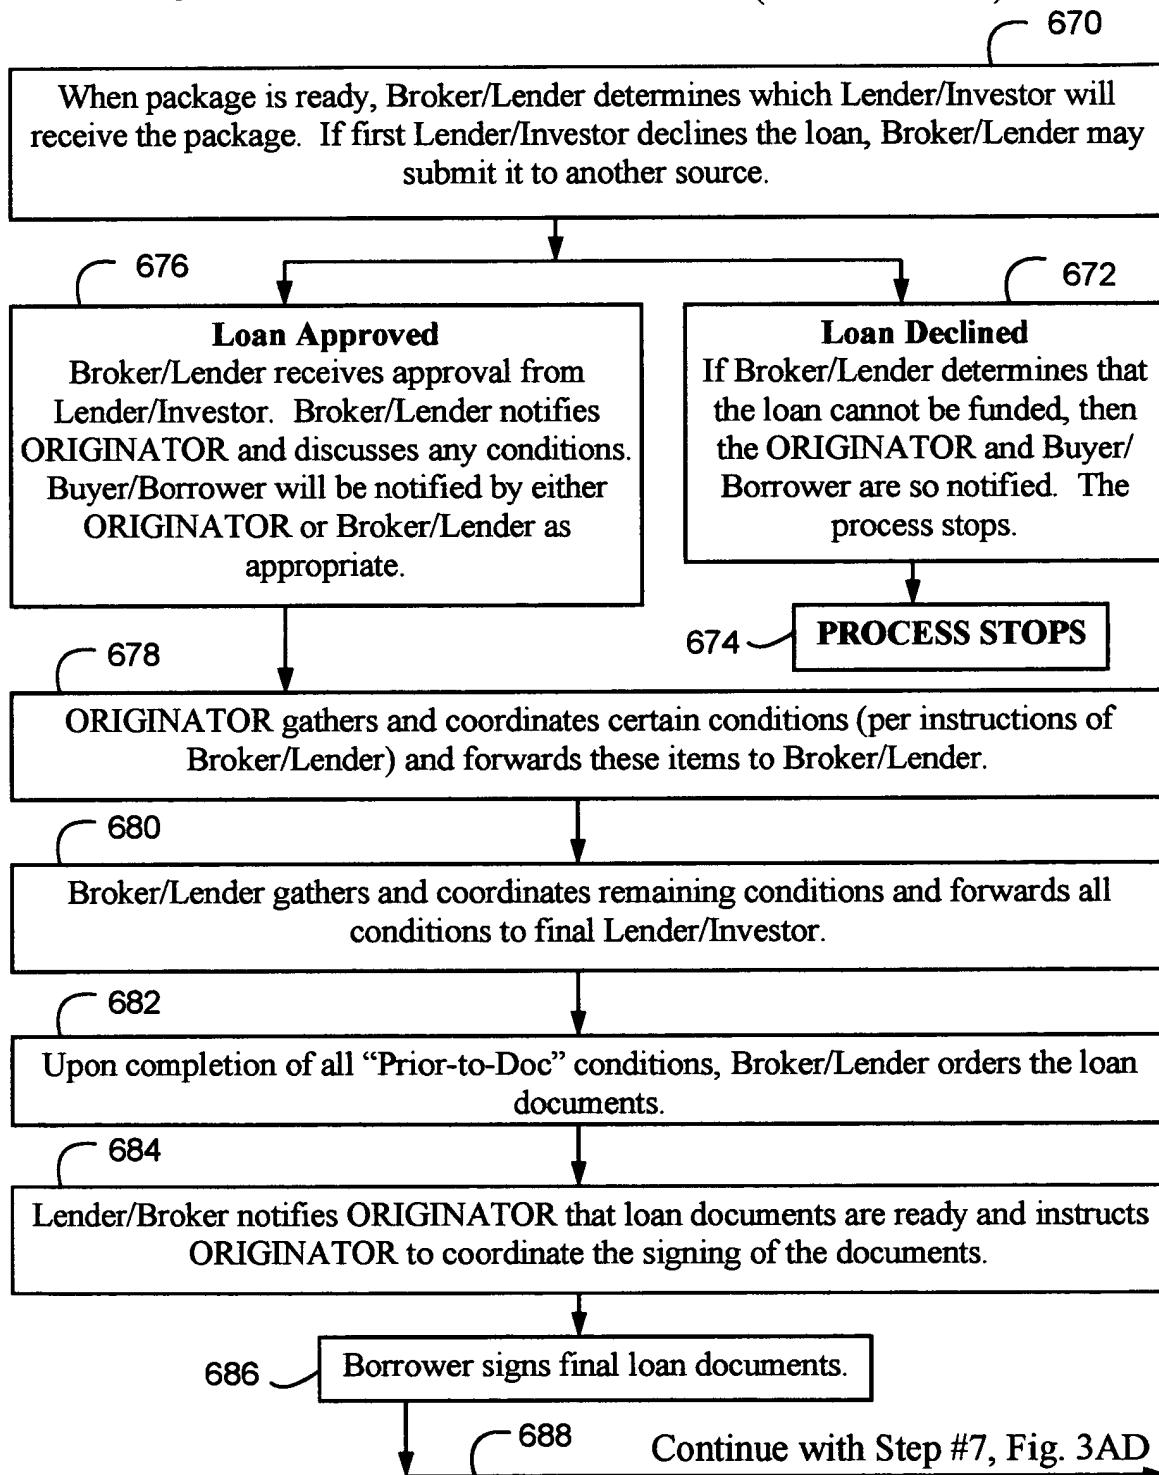 670
When package is ready, Broker/Lender determines which Lender/Investor will
receive the package. If first Lender/Investor declines the loan, Broker/Lender may
submit it to another source.
676
Loan Approved
Broker/Lender receives approval from
Lender/Investor. Broker/Lender notifies
ORIGINATOR and discusses any conditions.
Buyer/Borrower will be notified by either
ORIGINATOR or Broker/Lender as
appropriate.
672
Loan Declined
If Broker/Lender determines that
the loan cannot be funded, then
the ORIGINATOR and Buyer/
Borrower are so notified. The
process stops.
674
PROCESS STOPS
678
ORIGINATOR gathers and coordinates certain conditions (per instructions of
Broker/Lender) and forwards these items to Broker/Lender.
680
Broker/Lender gathers and coordinates remaining conditions and forwards all
conditions to final Lender/Investor.
682
Upon completion of all “Prior-to-Doc” conditions, Broker/Lender orders the loan
documents.
684
Lender/Broker notifies ORIGINATOR that loan documents are ready and instructs
ORIGINATOR to coordinate the signing of the documents.
686
Borrower signs final loan documents.
688
Continue with Step #7, Fig. 3AD